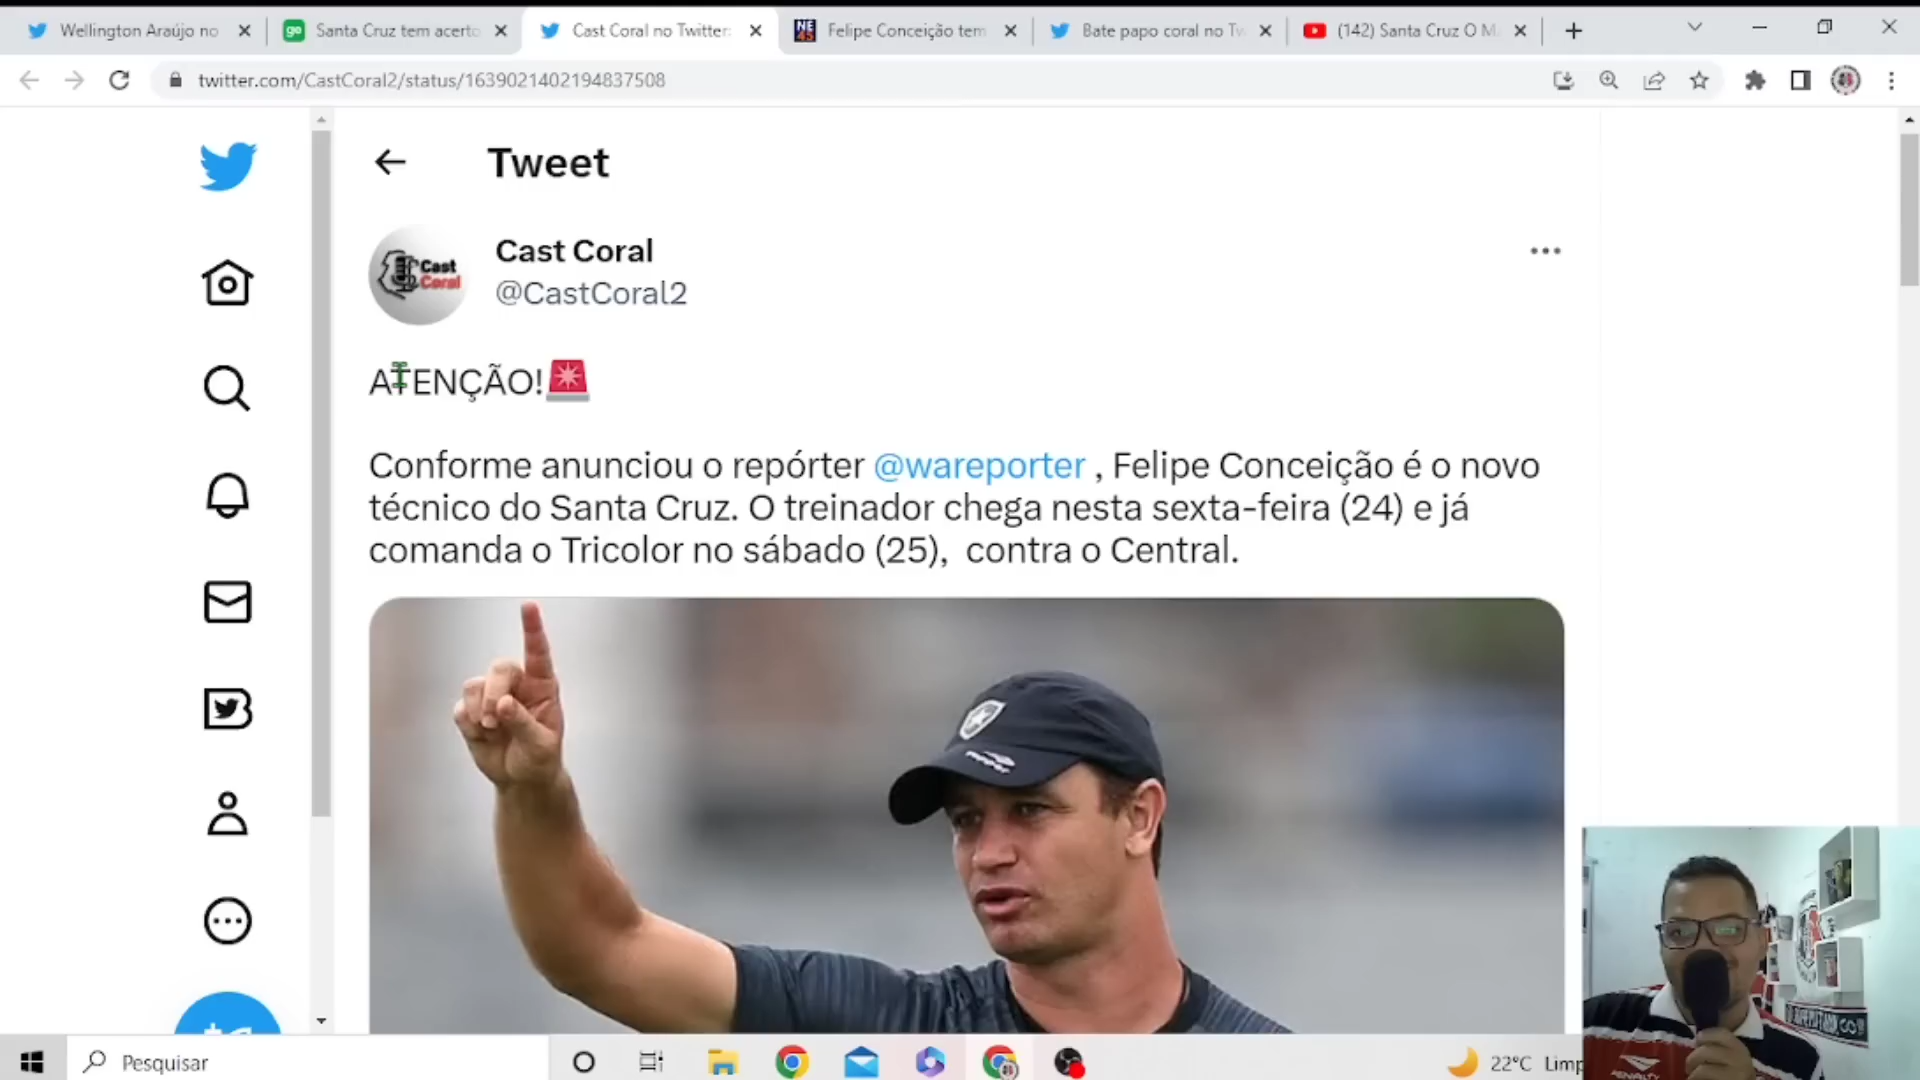 Wellington Araújo no
Santa Cruz tem acerto
Cast Coral no Twitter:
Felipe Conceição tem
Bate papo coral no Tw
(142) Santa Cruz O M
twitter.com/CastCoral2/status/1639021402194837508
Tweet
Cast Coral
Cast Coral
@CastCoral2
ATENÇÃO!🚨
Conforme anunciou o repórter @wareporter , Felipe Conceição é o novo
técnico do Santa Cruz. O treinador chega nesta sexta-feira (24) e já
comanda o Tricolor no sábado (25), contra o Central.
Pesquisar
22°C Limp